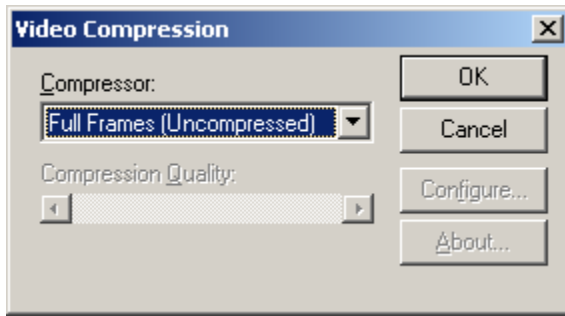 Video Compression
Compressor:
Full Frames (Uncompressed)
Compression Quality:
OK
Cancel
Configure...
About...